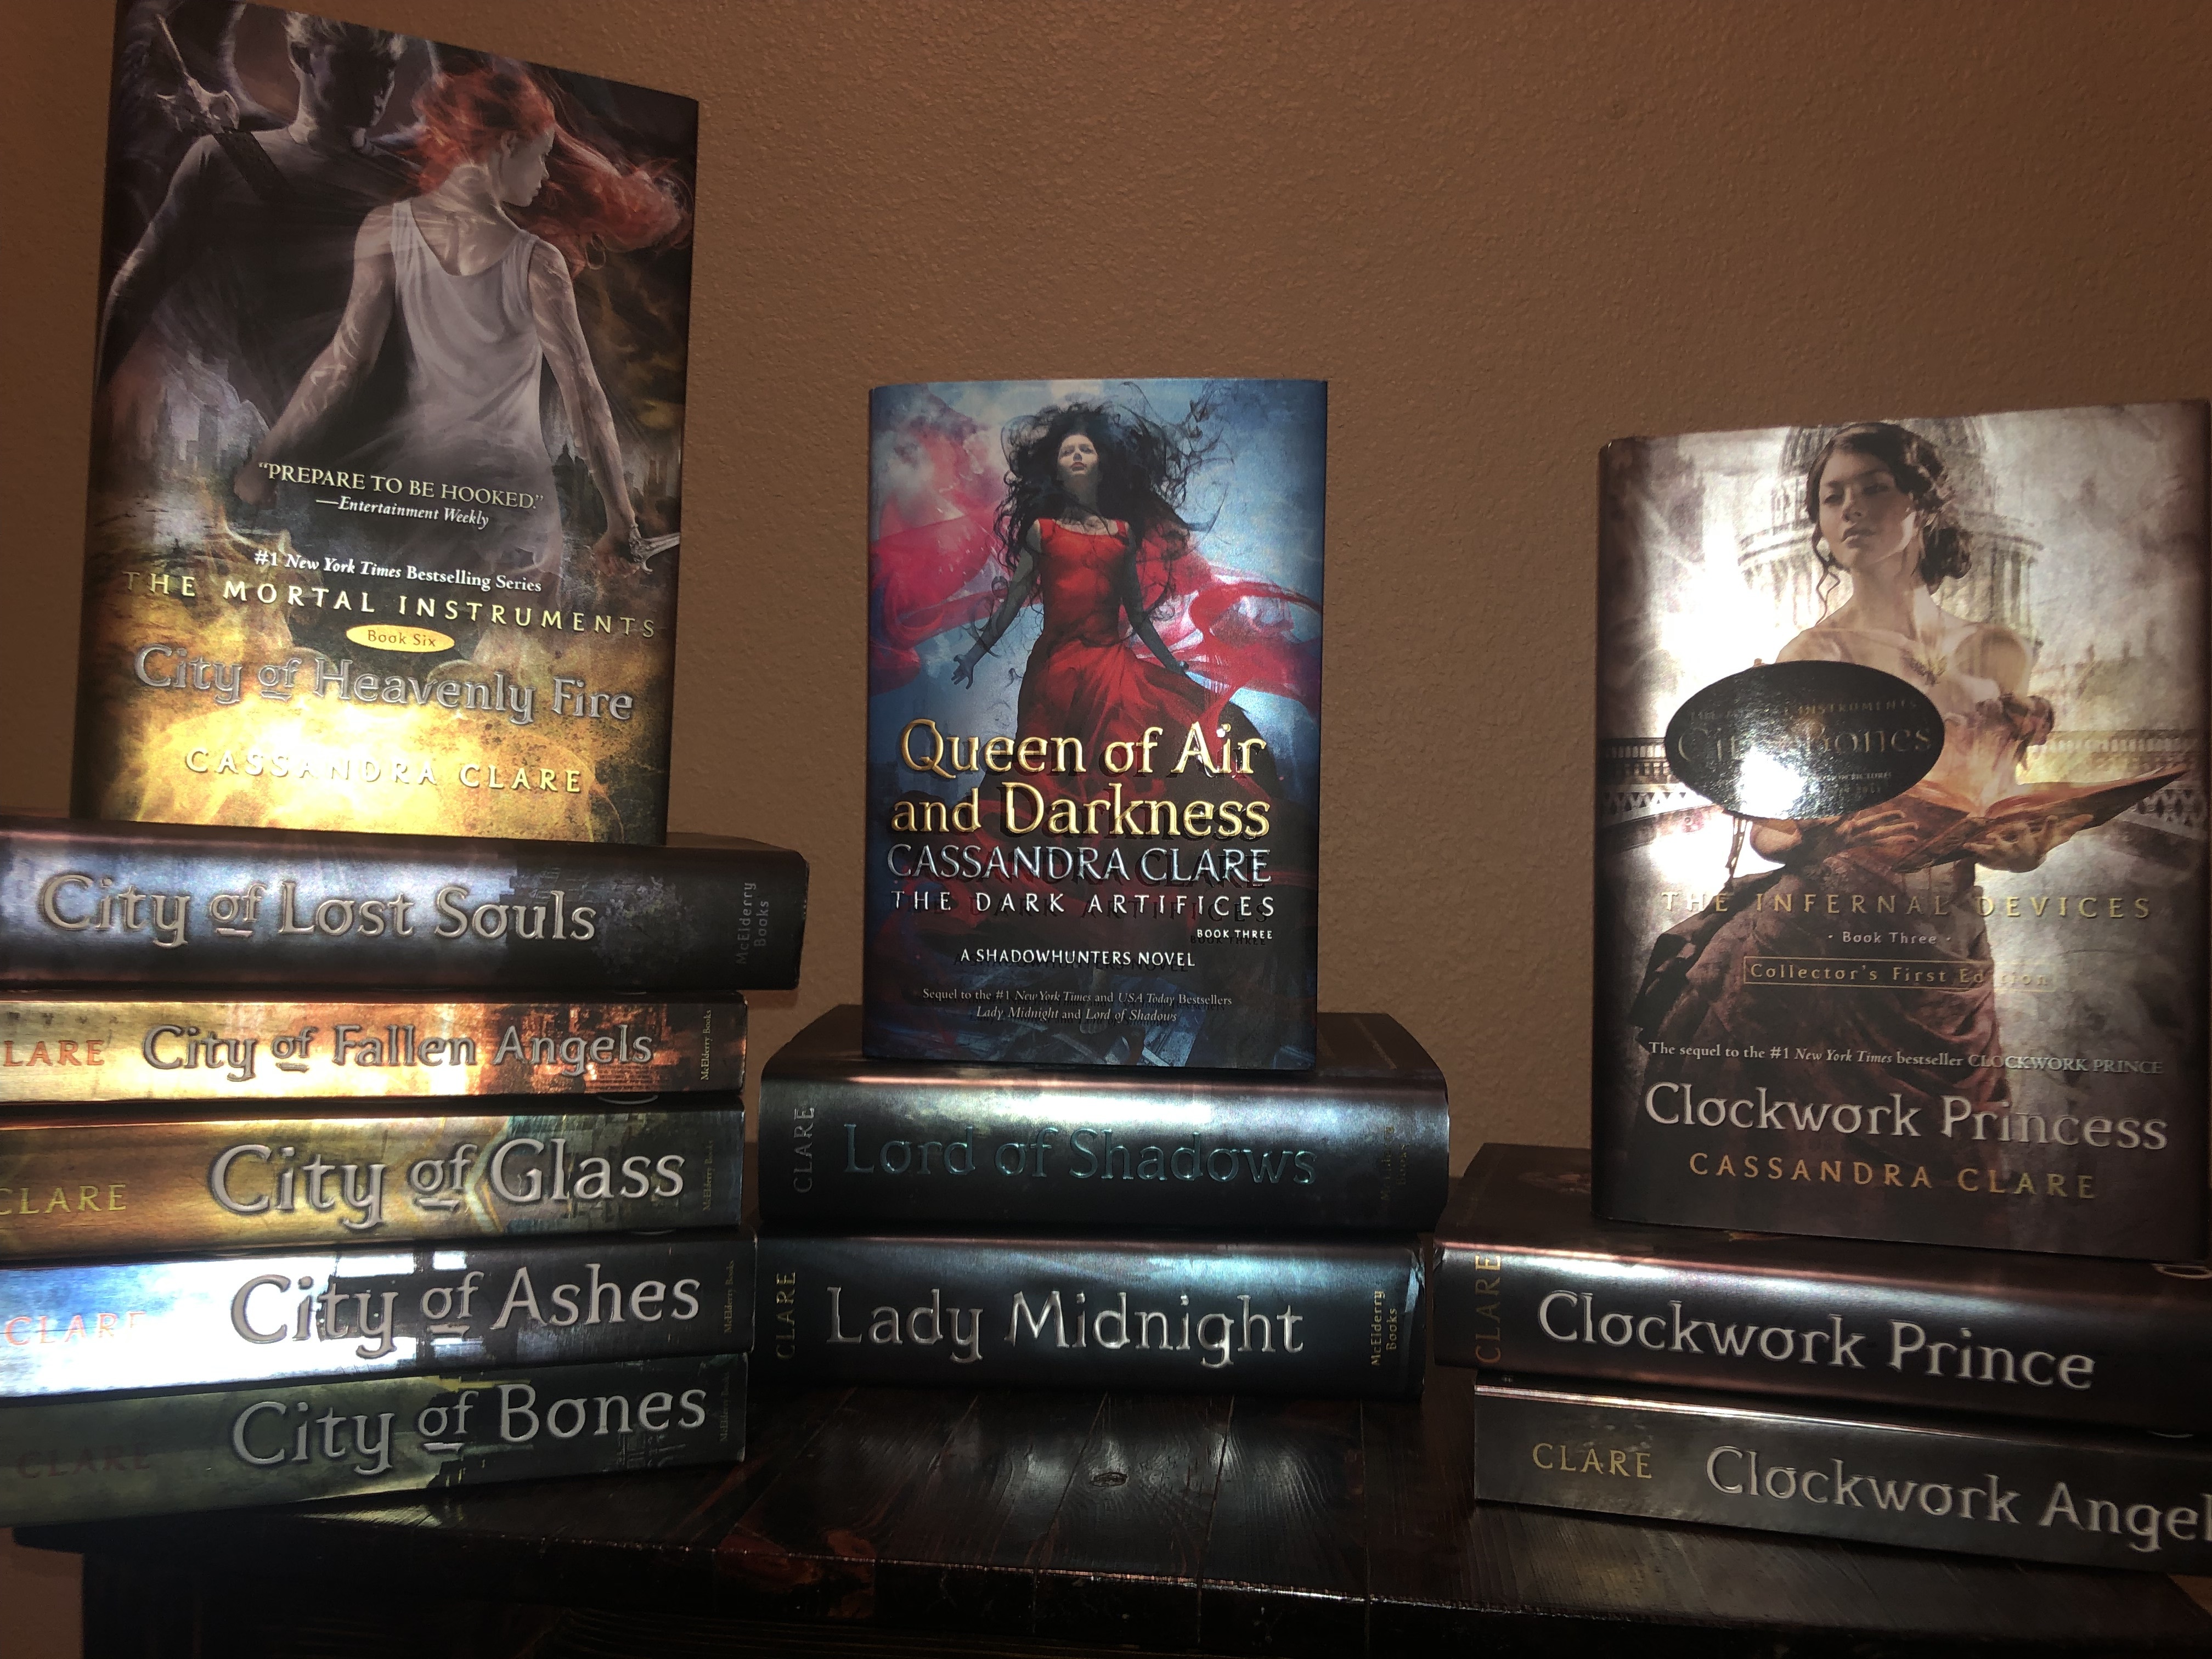 “PREPARE TO BE HOOKED.”
—Entertainment Weekly
#1 New York Times Bestselling Series
THE MORTAL INSTRUMENTS
Book Six
City of Heavenly Fire
CASSANDRA CLARE
City of Lost Souls
McElderry
Books
LARE City of Fallen Angels McElderry Books
CLARE City of Glass McElderry Books
CLARE City of Ashes McElderry Books
CLARE City of Bones McElderry Books
Queen of Air
and Darkness
CASSANDRA CLARE
THE DARK ARTIFICES
BOOK THREE
A SHADOWHUNTERS NOVEL
Sequel to the #1 New York Times and USA Today Bestsellers
Lady Midnight and Lord of Shadows
CLARE Lord of Shadows
CLARE Lady Midnight McElderry
Books
INSTRUMENTS
City Bones
THE INFERNAL DEVICES
· Book Three ·
Collector's First Edition
The sequel to the #1 New York Times bestseller CLOCKWORK PRINCE
Clockwork Princess
CASSANDRA CLARE
CLARE Clockwork Prince
CLARE Clockwork Angel